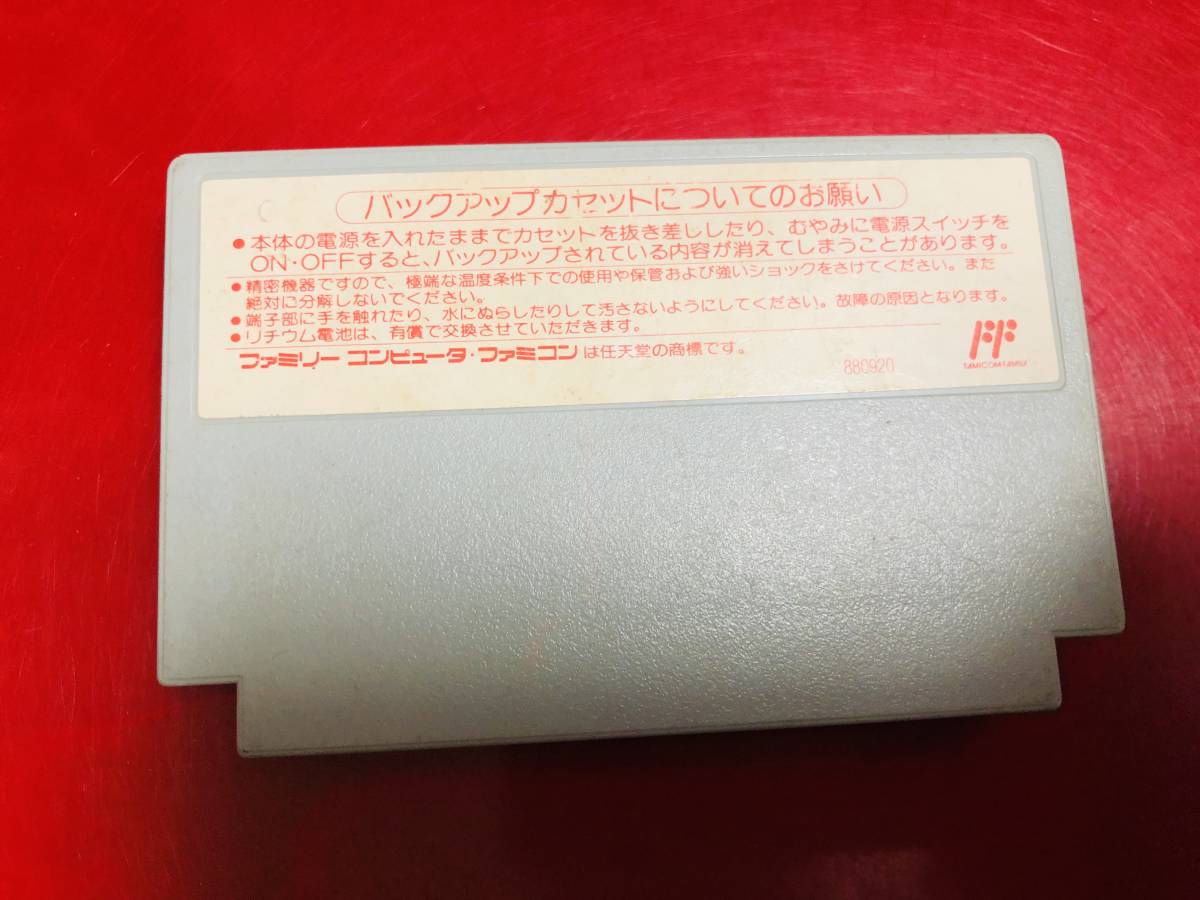 バックアップカセットについてのお願い
●本体の電源を入れたままでカセットを抜き差ししたり、むやみに電源スイッチを
ON・OFFすると、バックアップされている内容が消えてしまうことがあります。
●精密機器ですので、極端な温度条件下での使用や保管および強いショックをさけてください。また
絶対に分解しないでください。
●端子部に手を触れたり、水にぬらしたりして汚さないようにしてください。故障の原因となります。
●リチウム電池は、有償で交換させていただきます。
ファミリー コンピュータ・ファミコン は任天堂の商標です。
880920
FF
FAMICOM FAMILY